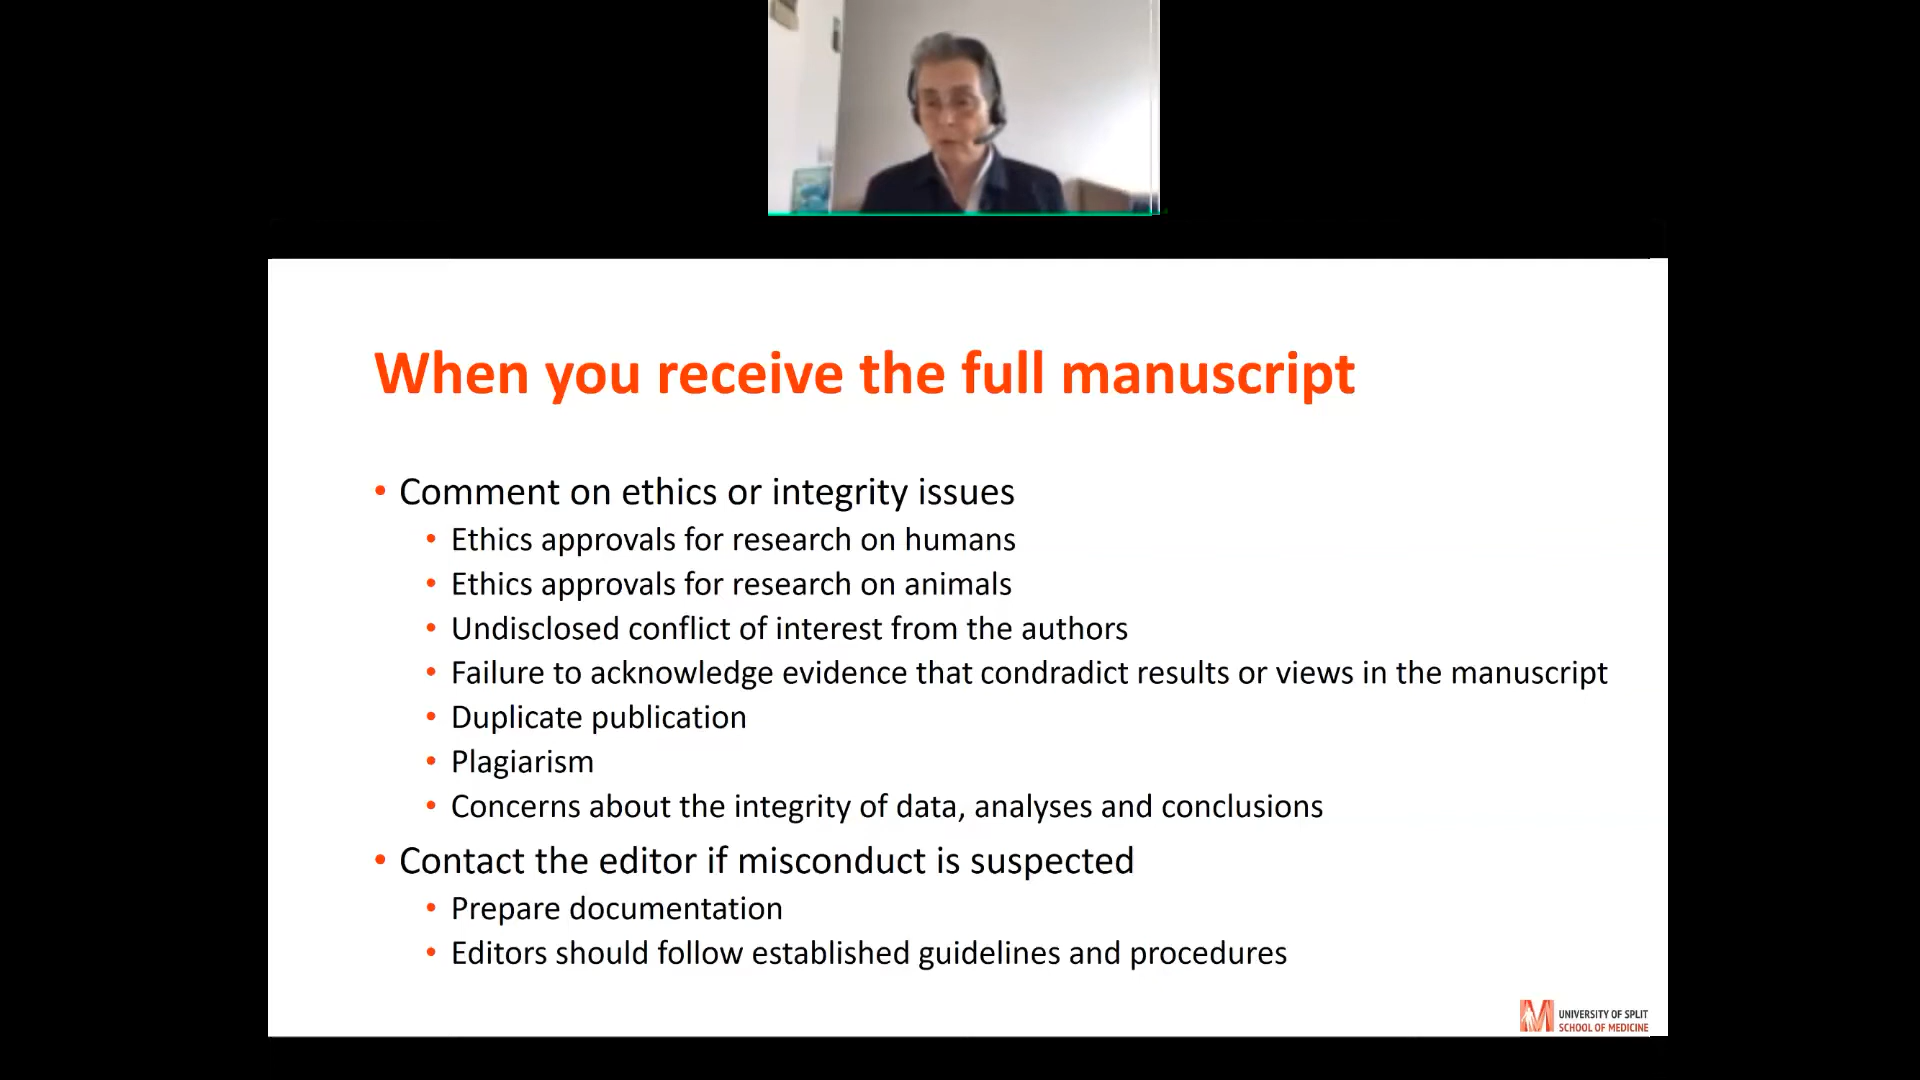 When you receive the full manuscript
• Comment on ethics or integrity issues
• Ethics approvals for research on humans
• Ethics approvals for research on animals
• Undisclosed conflict of interest from the authors
• Failure to acknowledge evidence that condradict results or views in the manuscript
• Duplicate publication
• Plagiarism
• Concerns about the integrity of data, analyses and conclusions
• Contact the editor if misconduct is suspected
• Prepare documentation
• Editors should follow established guidelines and procedures
M UNIVERSITY OF SPLIT
SCHOOL OF MEDICINE